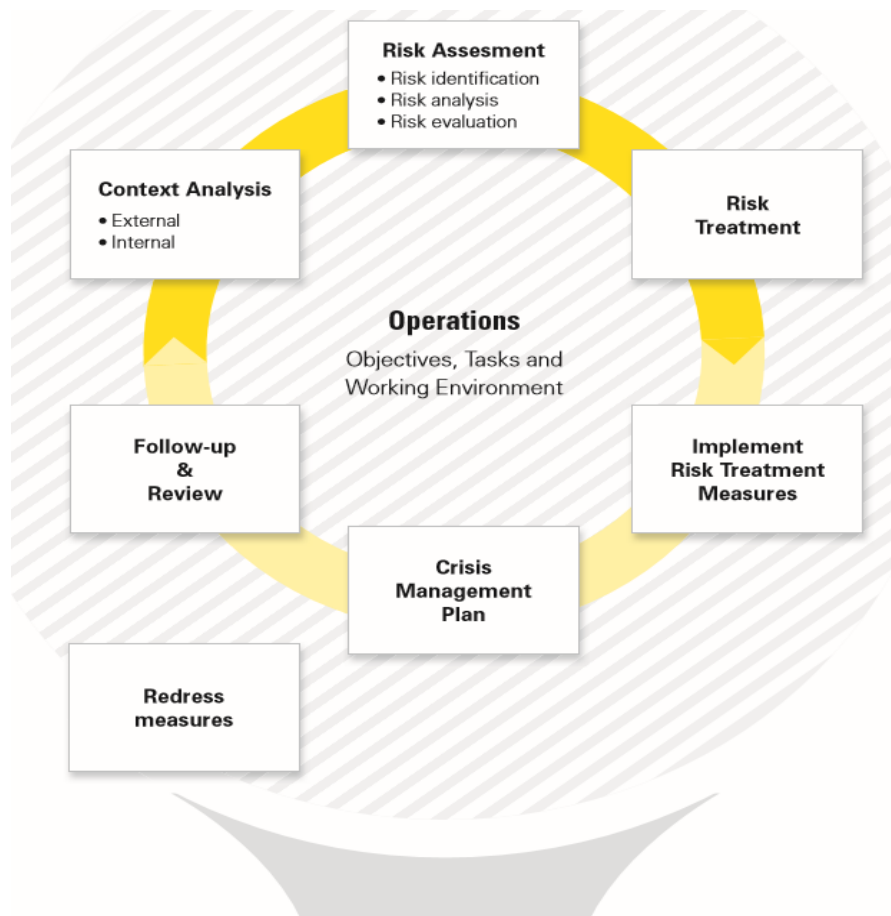 Risk Assesment
• Risk identification
• Risk analysis
• Risk evaluation
Context Analysis
• External
• Internal
Risk
Treatment
Operations
Objectives, Tasks and
Working Environment
Follow-up
&
Review
Implement
Risk Treatment
Measures
Crisis
Management
Plan
Redress
measures